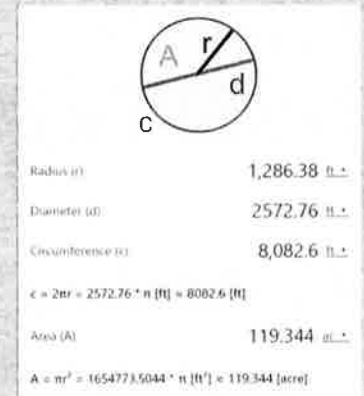 A r
d
C
Radius (r) 1,286.38 ft
Diameter (d) 2572.76 ft
Circumference (c) 8,082.6 ft
c = 2πr = 2572.76 * π [ft] = 8082.6 [ft]
Area (A) 119.344 ac
A = πr² = 1654773.5044 * π [ft²] = 119.344 [acre]